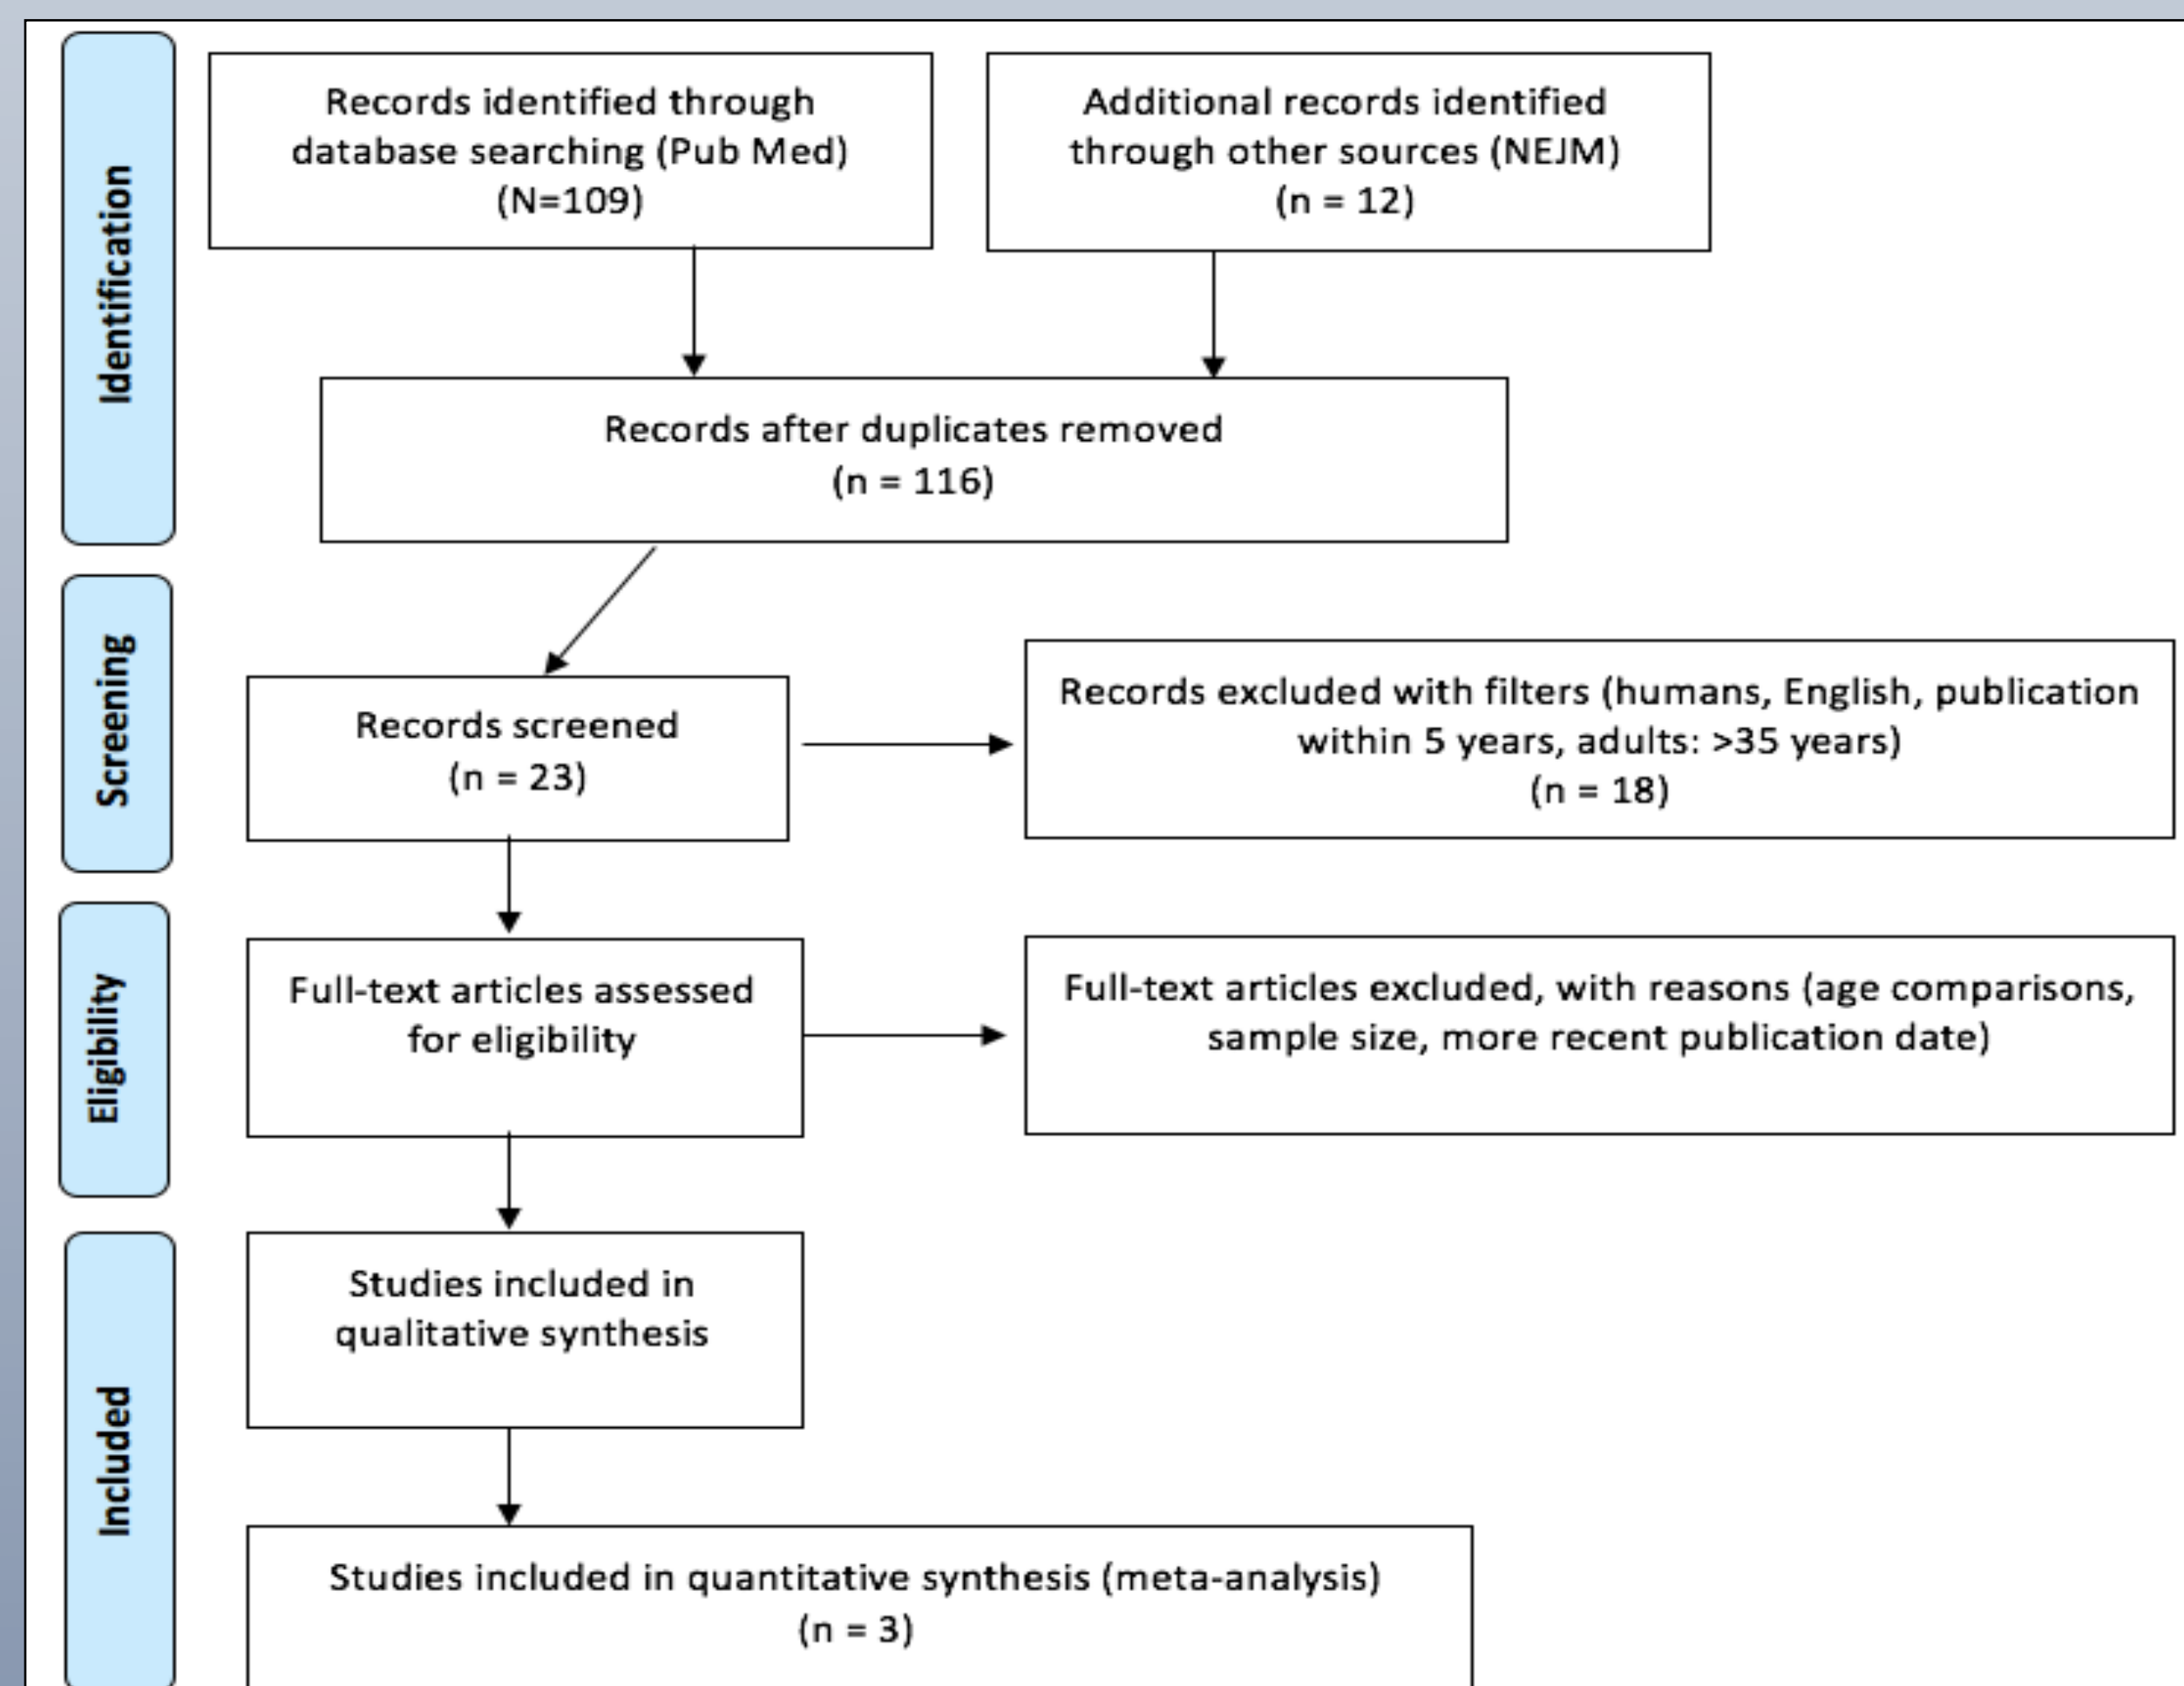 Identification
Records identified through
database searching (Pub Med)
(N=109)
Additional records identified
through other sources (NEJM)
(n = 12)
Records after duplicates removed
(n = 116)
Screening
Records screened
(n = 23)
Records excluded with filters (humans, English, publication
within 5 years, adults: >35 years)
(n = 18)
Eligibility
Full-text articles assessed
for eligibility
Full-text articles excluded, with reasons (age comparisons,
sample size, more recent publication date)
Included
Studies included in
qualitative synthesis
Studies included in quantitative synthesis (meta-analysis)
(n = 3)